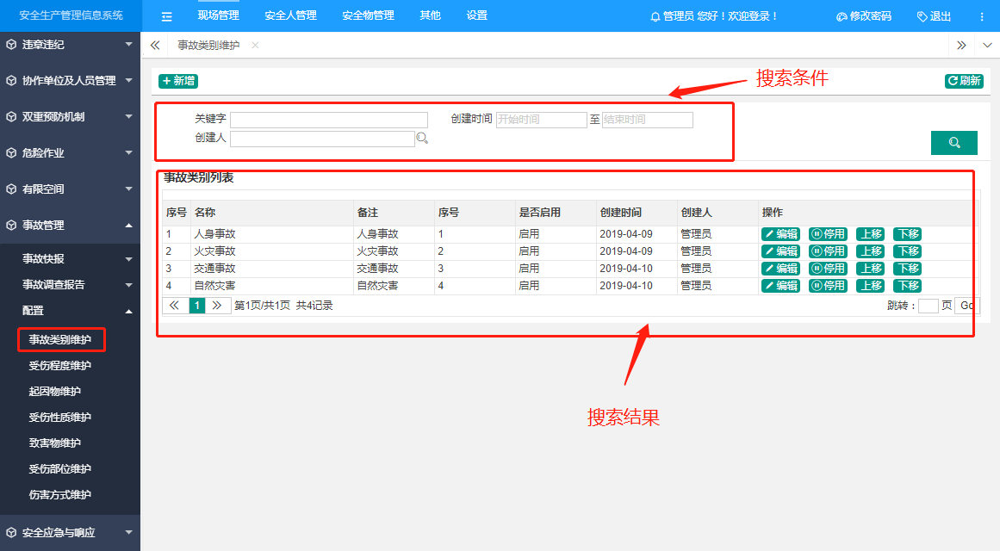 安全生产管理信息系统
现场管理 安全人管理 安全物管理 其他 设置
管理员 您好！欢迎登录！ 修改密码 退出
违章违纪
协作单位及人员管理
双重预防机制
危险作业
有限空间
事故管理
事故快报
事故调查报告
配置
事故类别维护
受伤程度维护
起因物维护
受伤性质维护
致害物维护
受伤部位维护
伤害方式维护
安全应急与响应
事故类别维护
新增
刷新
搜索条件
关键字 创建时间 开始时间 至 结束时间
创建人
事故类别列表
序号 名称 备注 序号 是否启用 创建时间 创建人 操作
1 人身事故 人身事故 1 启用 2019-04-09 管理员 编辑 停用 上移 下移
2 火灾事故 火灾事故 2 启用 2019-04-09 管理员 编辑 停用 上移 下移
3 交通事故 交通事故 3 启用 2019-04-10 管理员 编辑 停用 上移 下移
4 自然灾害 自然灾害 4 启用 2019-04-10 管理员 编辑 停用 上移 下移
1 第1页/共1页 共4记录 跳转： 页 Go
搜索结果